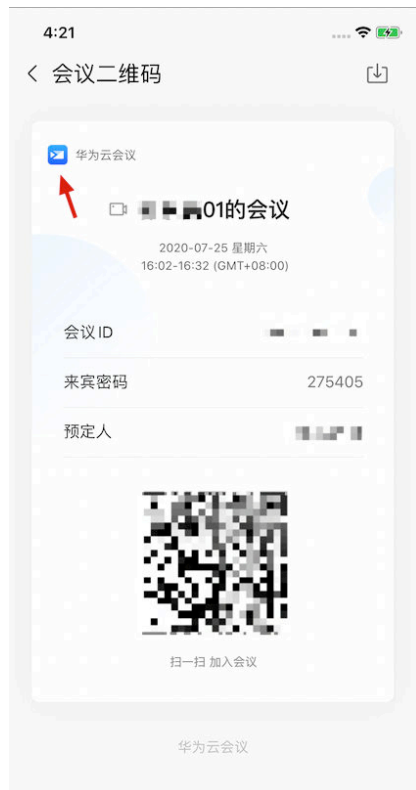 4:21
会议二维码
华为云会议
01的会议
2020-07-25 星期六
16:02-16:32 (GMT+08:00)
会议 ID
来宾密码 275405
预定人
扫一扫 加入会议
华为云会议